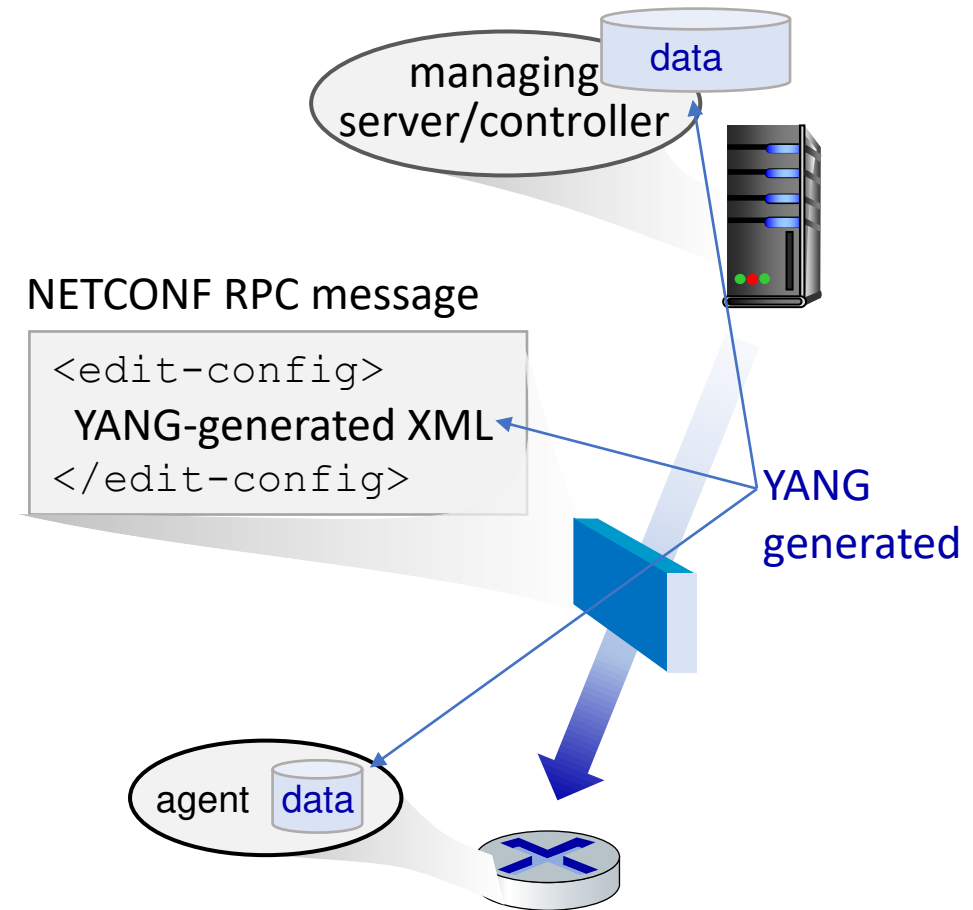 data
managing
server/controller
NETCONF RPC message
<edit-config>
YANG-generated XML
</edit-config>
YANG
generated
agent data